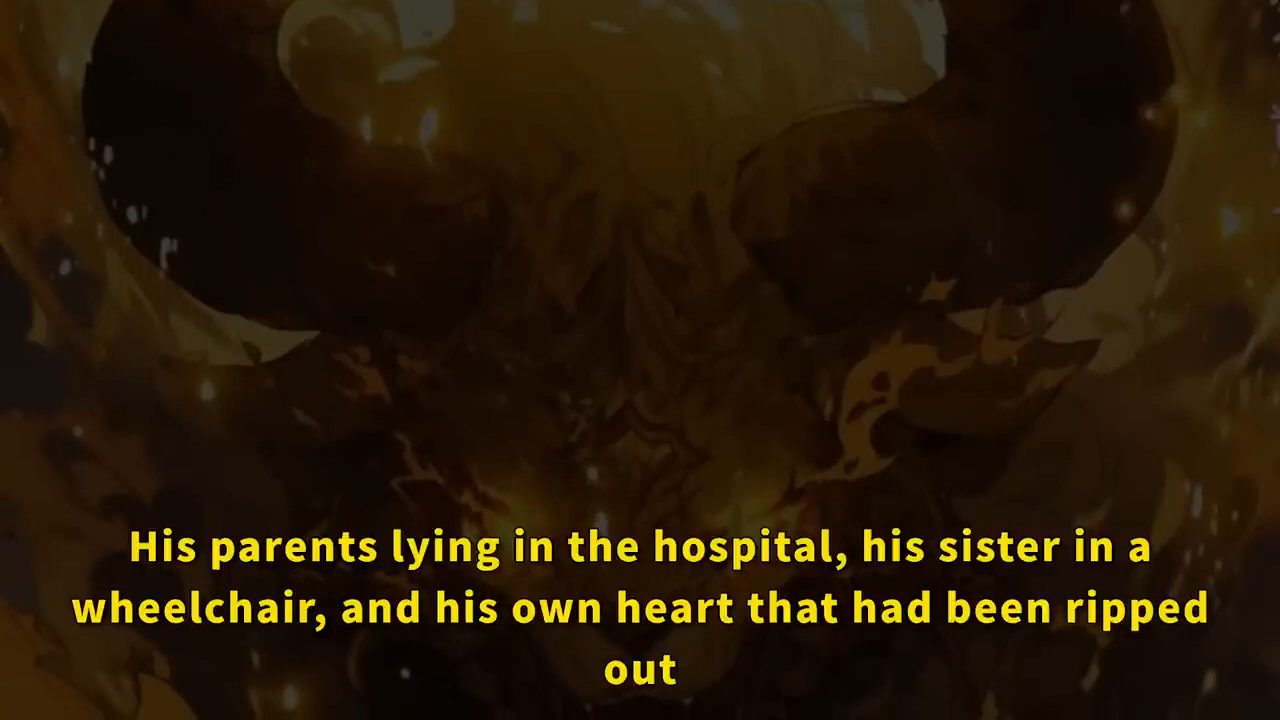 His parents lying in the hospital, his sister in a
wheelchair, and his own heart that had been ripped
out